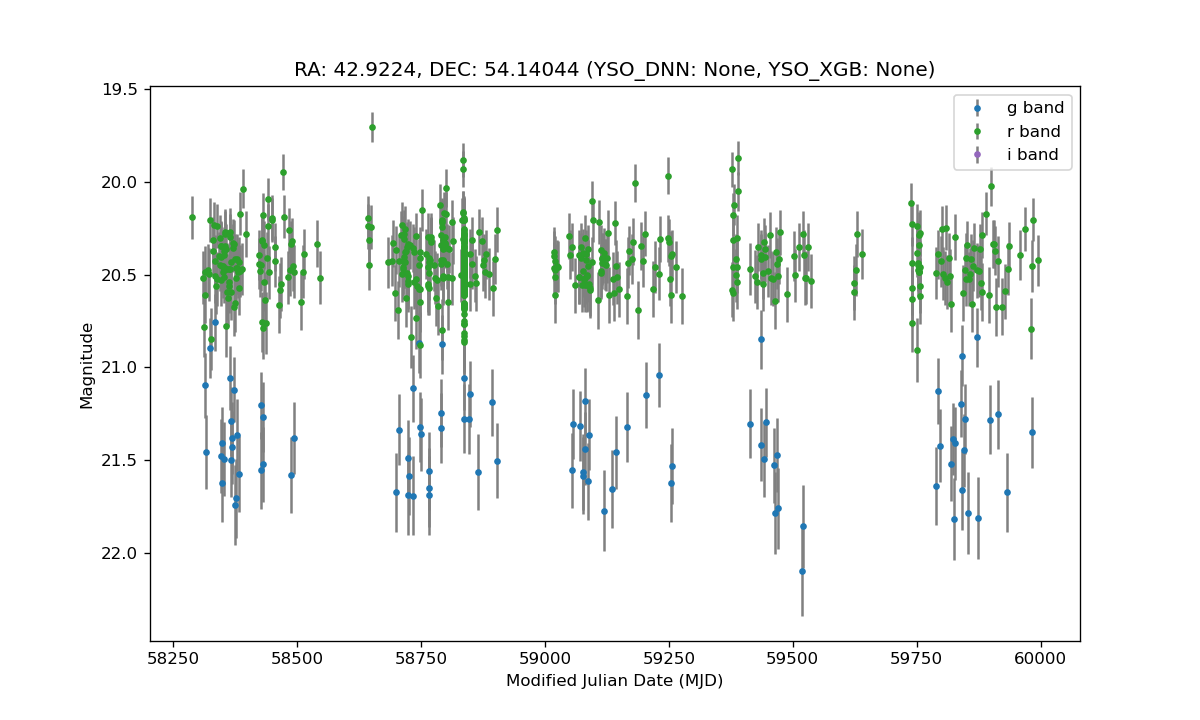 RA: 42.9224, DEC: 54.14044 (YSO_DNN: None, YSO_XGB: None)
g band
r band
i band
19.5
20.0
20.5
21.0
21.5
22.0
Magnitude
58250 58500 58750 59000 59250 59500 59750 60000
Modified Julian Date (MJD)